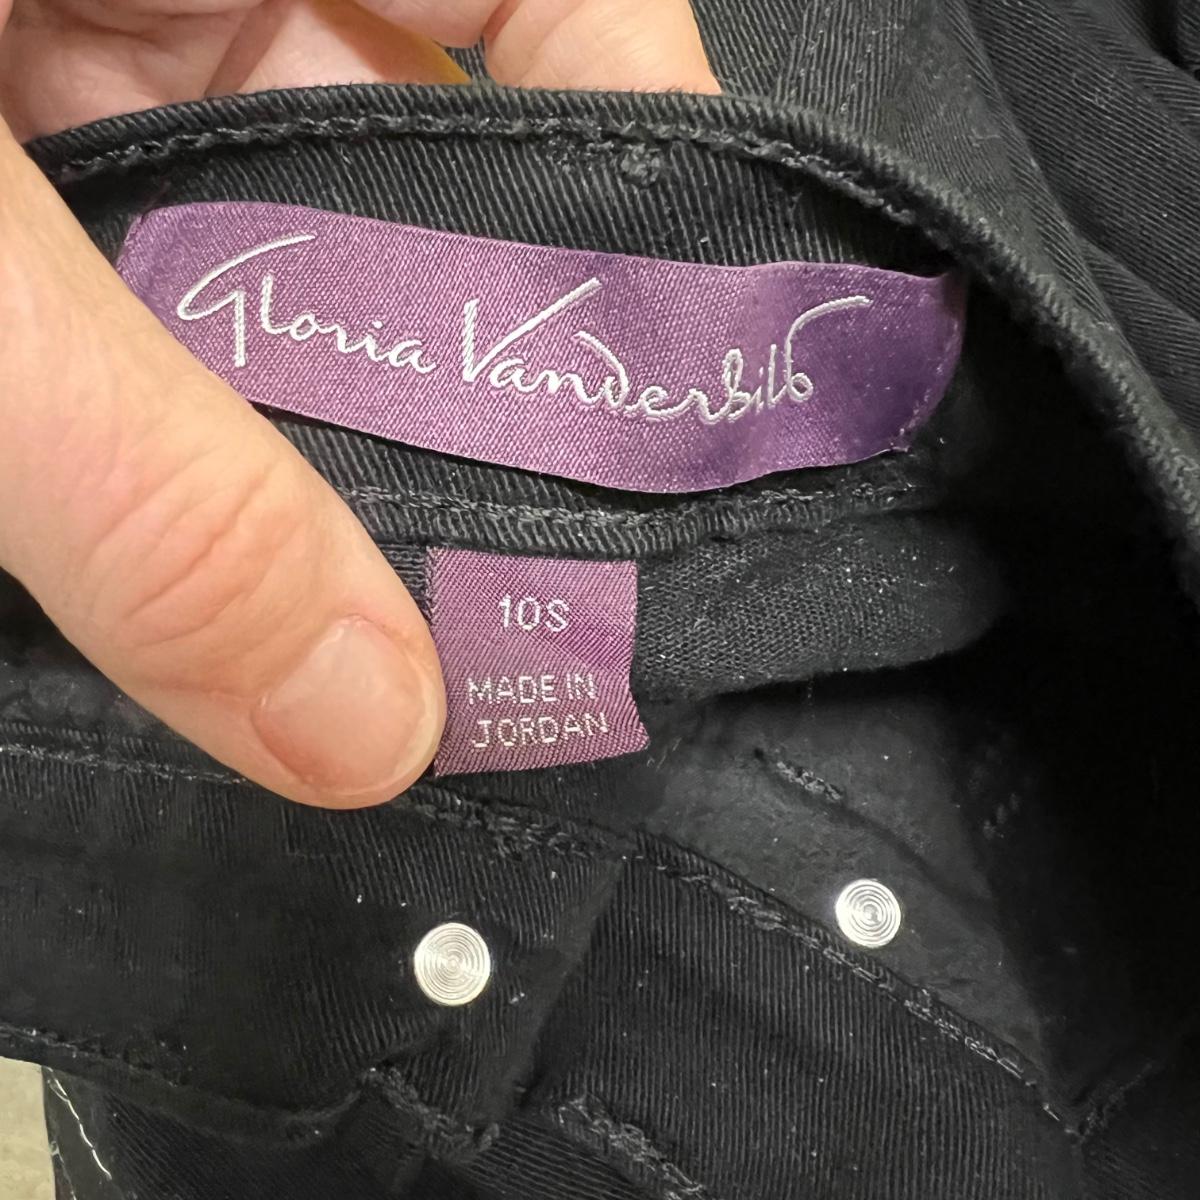 Gloria Vanderbilt
10S
MADE IN
JORDAN